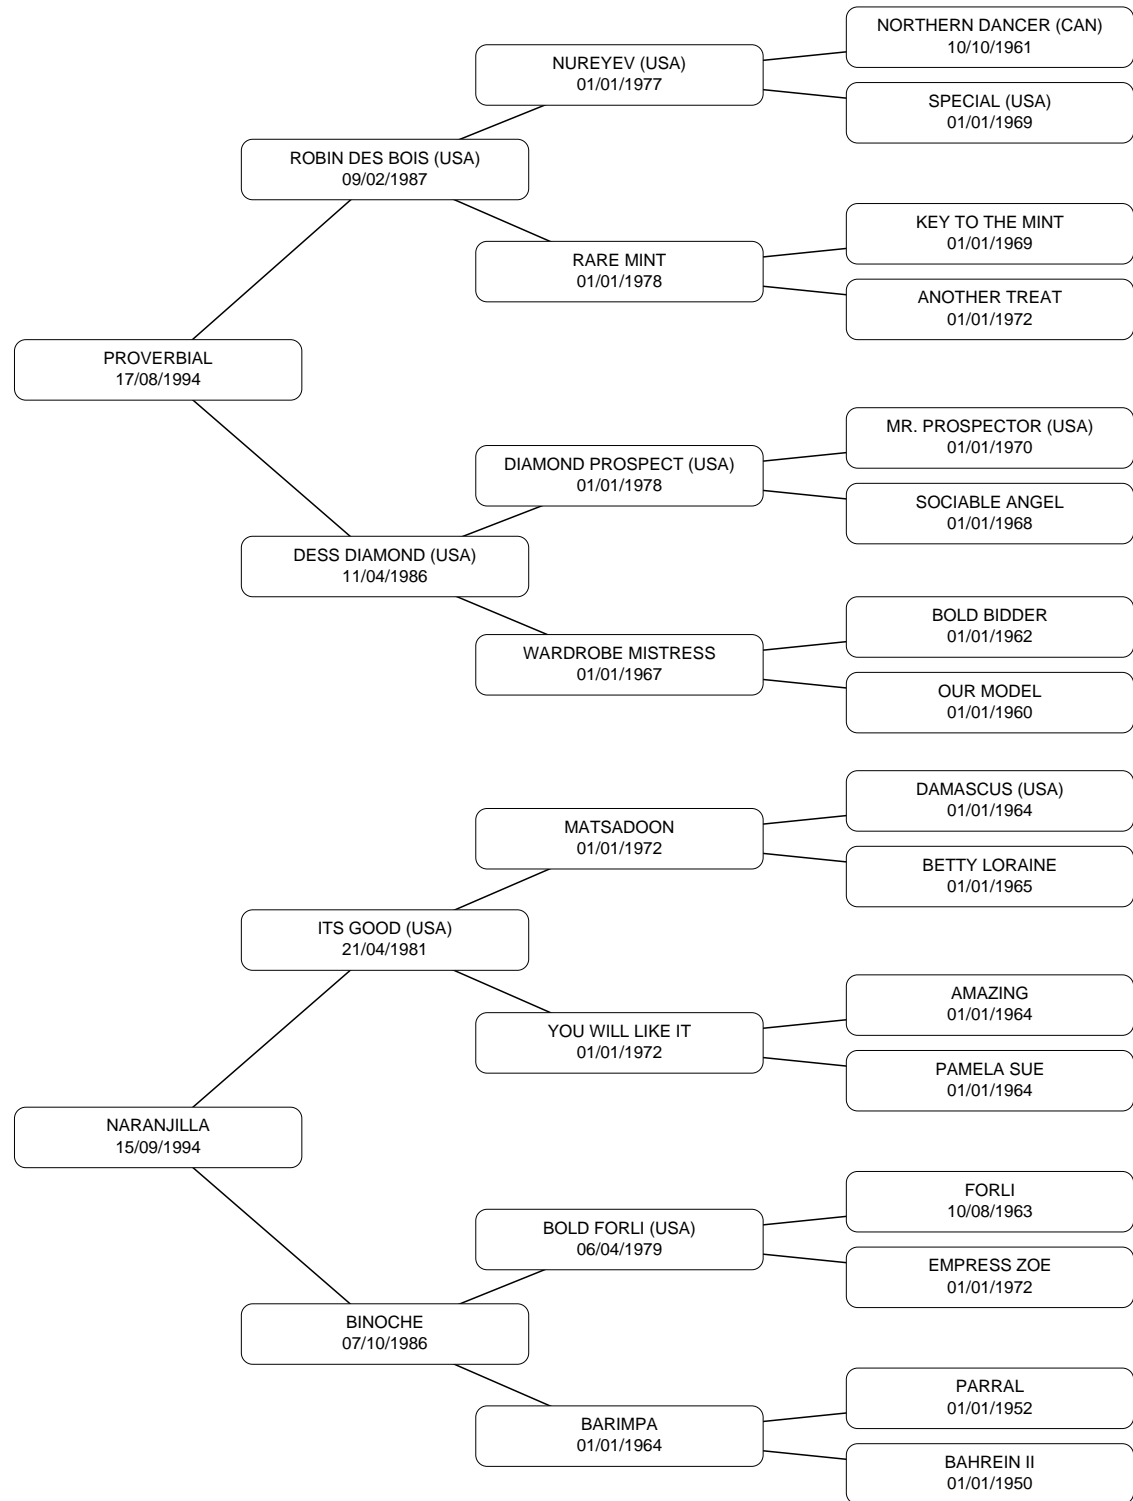 NORTHERN DANCER (CAN)
10/10/1961
NUREYEV (USA)
01/01/1977
SPECIAL (USA)
01/01/1969
ROBIN DES BOIS (USA)
09/02/1987
KEY TO THE MINT
01/01/1969
RARE MINT
01/01/1978
ANOTHER TREAT
01/01/1972
PROVERBIAL
17/08/1994
MR. PROSPECTOR (USA)
01/01/1970
DIAMOND PROSPECT (USA)
01/01/1978
SOCIABLE ANGEL
01/01/1968
DESS DIAMOND (USA)
11/04/1986
BOLD BIDDER
01/01/1962
WARDROBE MISTRESS
01/01/1967
OUR MODEL
01/01/1960
DAMASCUS (USA)
01/01/1964
MATSADOON
01/01/1972
BETTY LORAINE
01/01/1965
ITS GOOD (USA)
21/04/1981
AMAZING
01/01/1964
YOU WILL LIKE IT
01/01/1972
PAMELA SUE
01/01/1964
NARANJILLA
15/09/1994
FORLI
10/08/1963
BOLD FORLI (USA)
06/04/1979
EMPRESS ZOE
01/01/1972
BINOCHE
07/10/1986
PARRAL
01/01/1952
BARIMPA
01/01/1964
BAHREIN II
01/01/1950